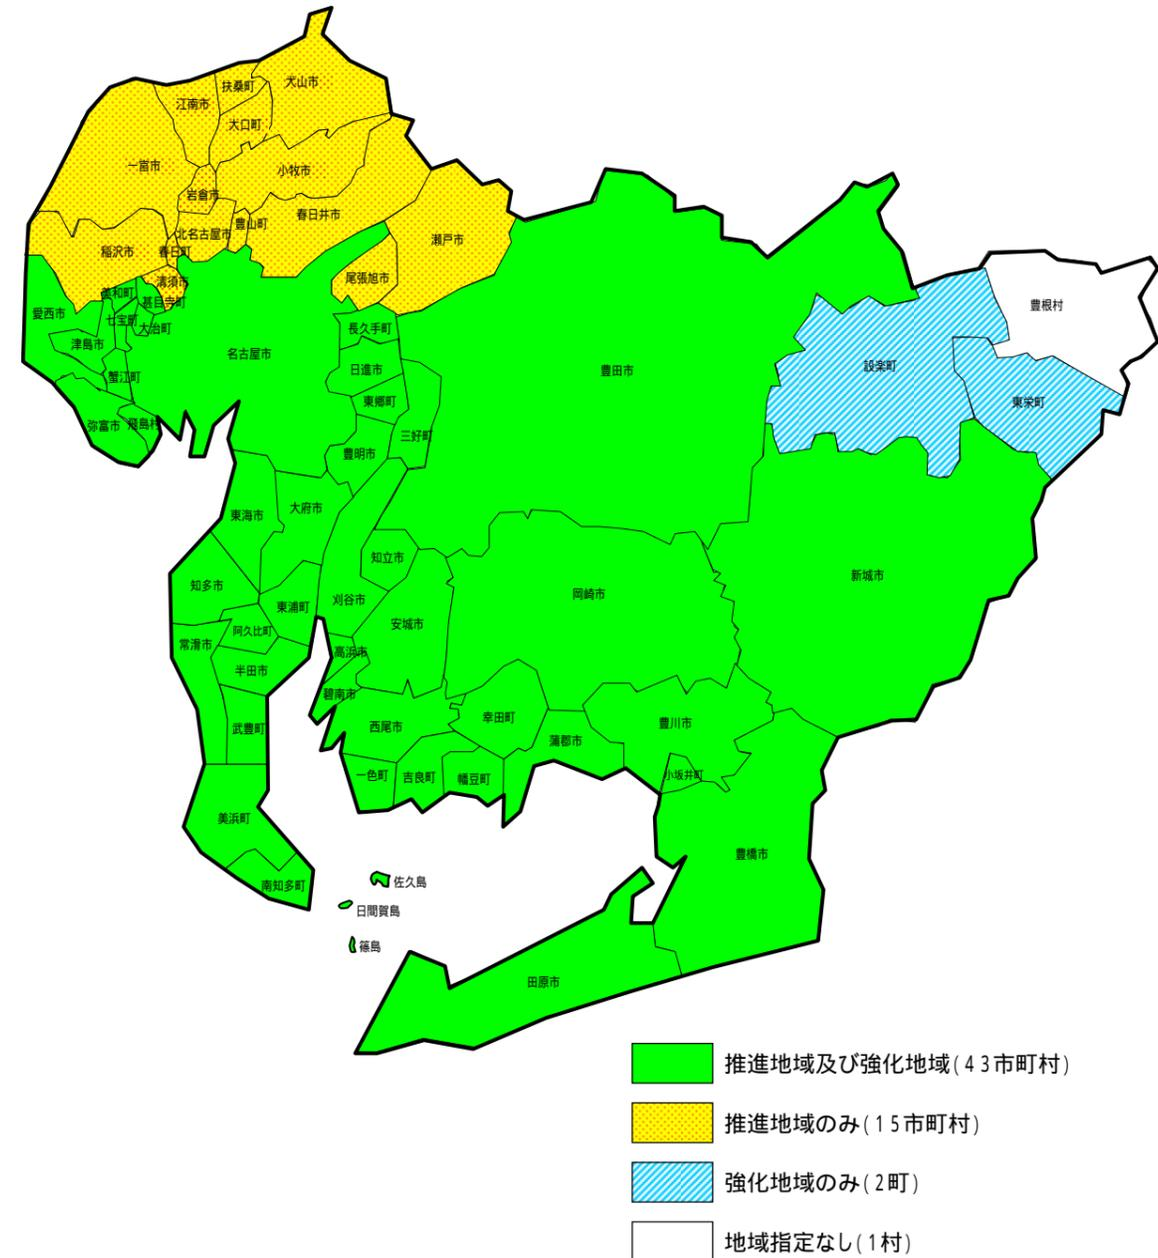 扶桑町
犬山市
江南市
大口町
一宮市
小牧市
岩倉市
春日井市
豊山町
北名古屋市
瀬戸市
稲沢市
春日町
尾張旭市
清須市
美和町
甚目寺町
愛西市
七宝町
大治町
長久手町
津島市
名古屋市
日進市
蟹江町
東郷町
弥富市
飛島村
三好町
豊明市
豊田市
豊根村
設楽町
東栄町
東海市
大府市
知立市
新城市
知多市
岡崎市
刈谷市
東浦町
安城市
阿久比町
常滑市
高浜市
半田市
碧南市
武豊町
西尾市
幸田町
豊川市
蒲郡市
一色町
吉良町
幡豆町
小坂井町
美浜町
豊橋市
南知多町
佐久島
日間賀島
篠島
田原市
推進地域及び強化地域(43市町村)
推進地域のみ(15市町村)
強化地域のみ(2町)
地域指定なし(1村)